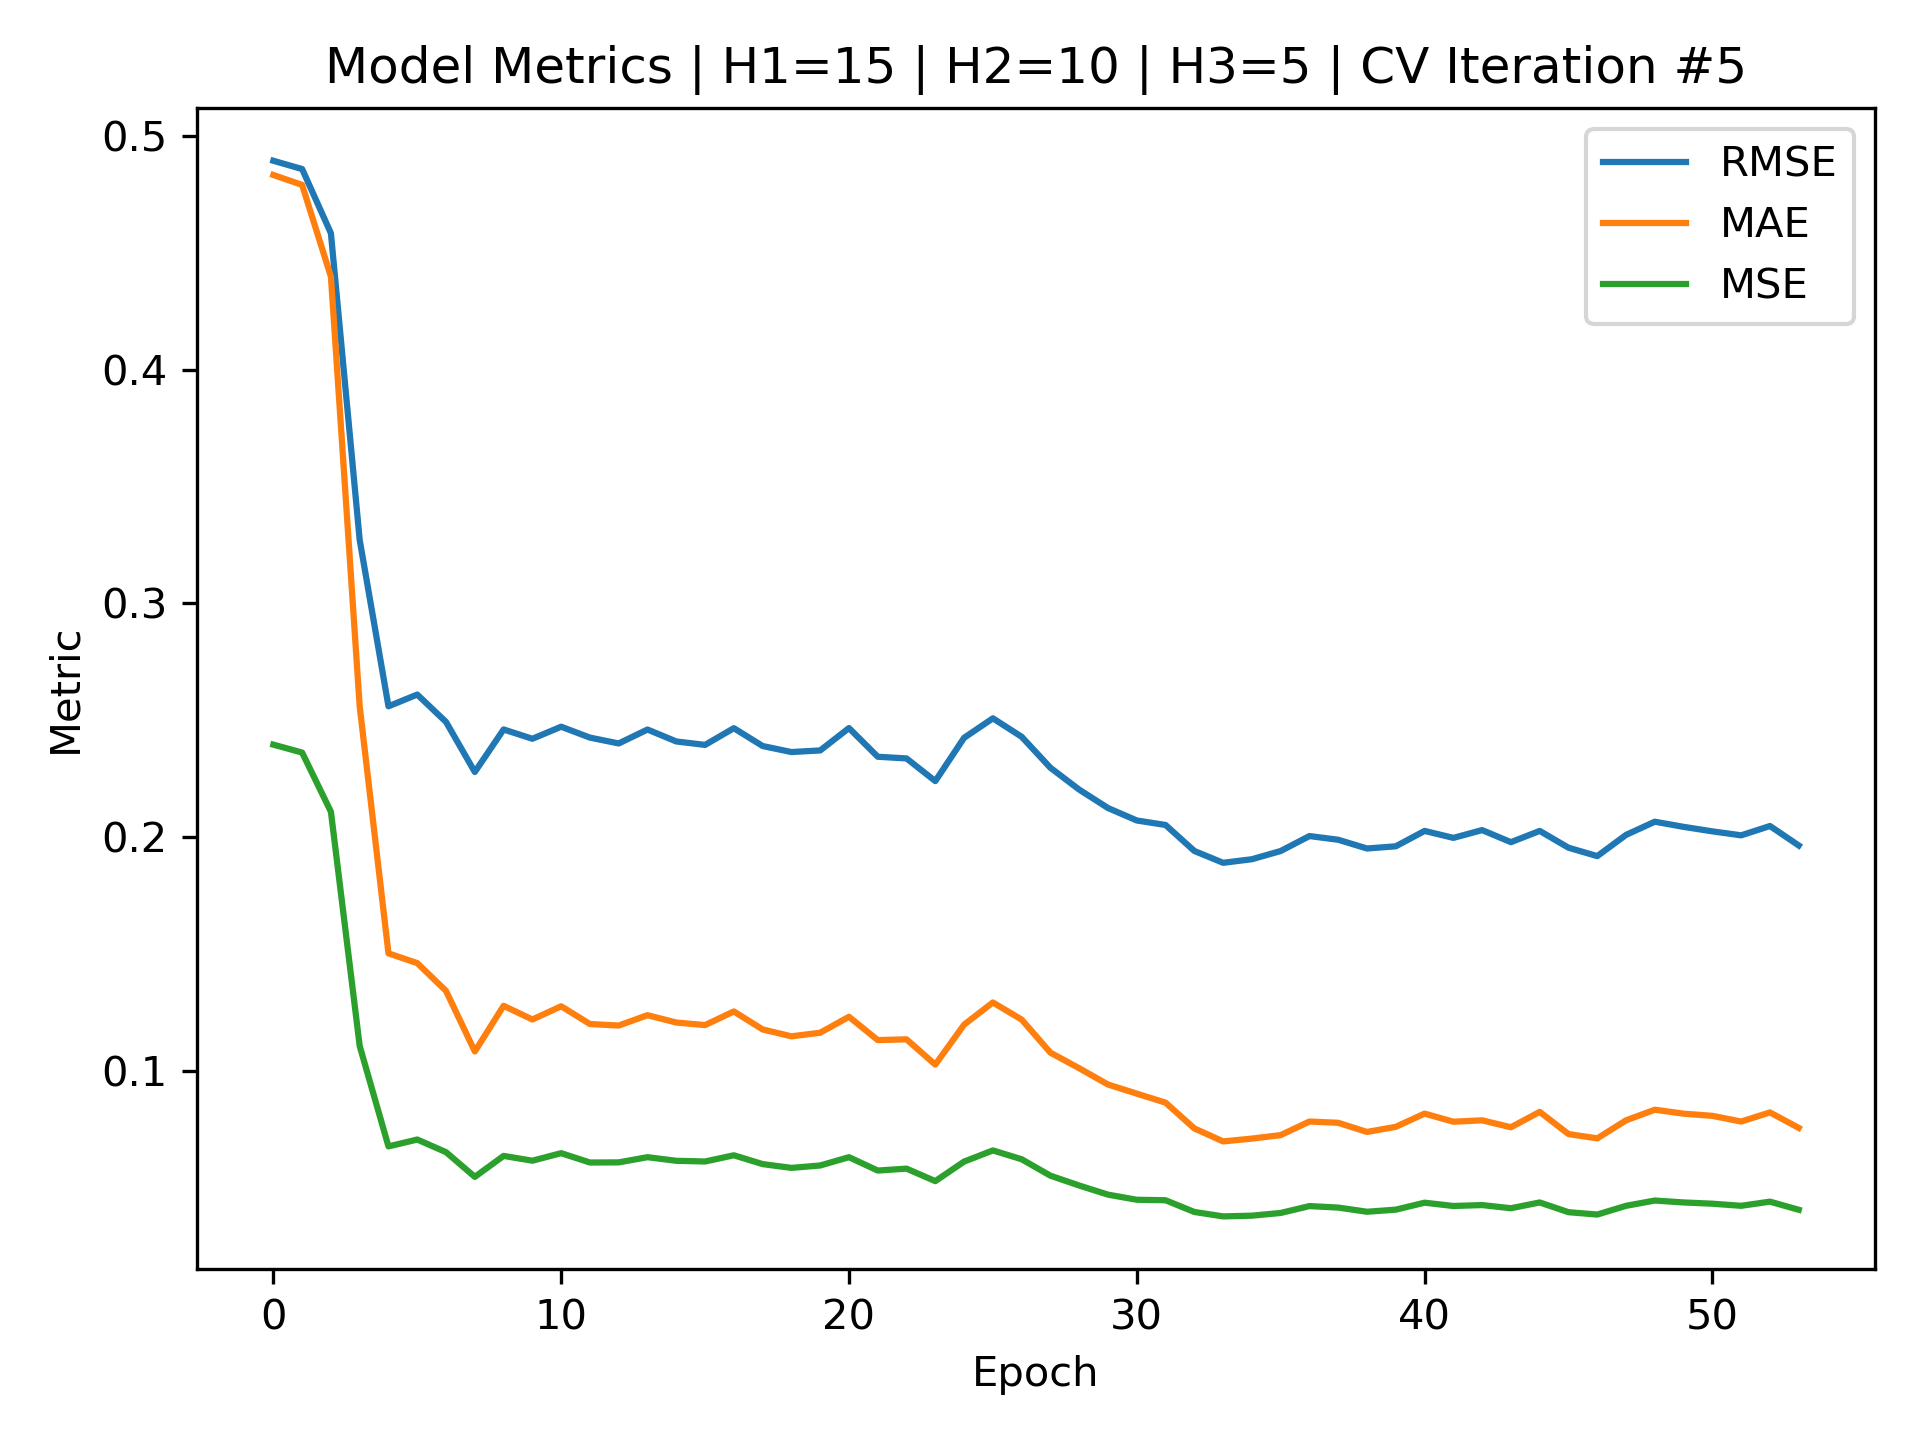 Model Metrics | H1=15 | H2=10 | H3=5 | CV Iteration #5
RMSE
MAE
MSE
Metric
0.5
0.4
0.3
0.2
0.1
0 10 20 30 40 50
Epoch